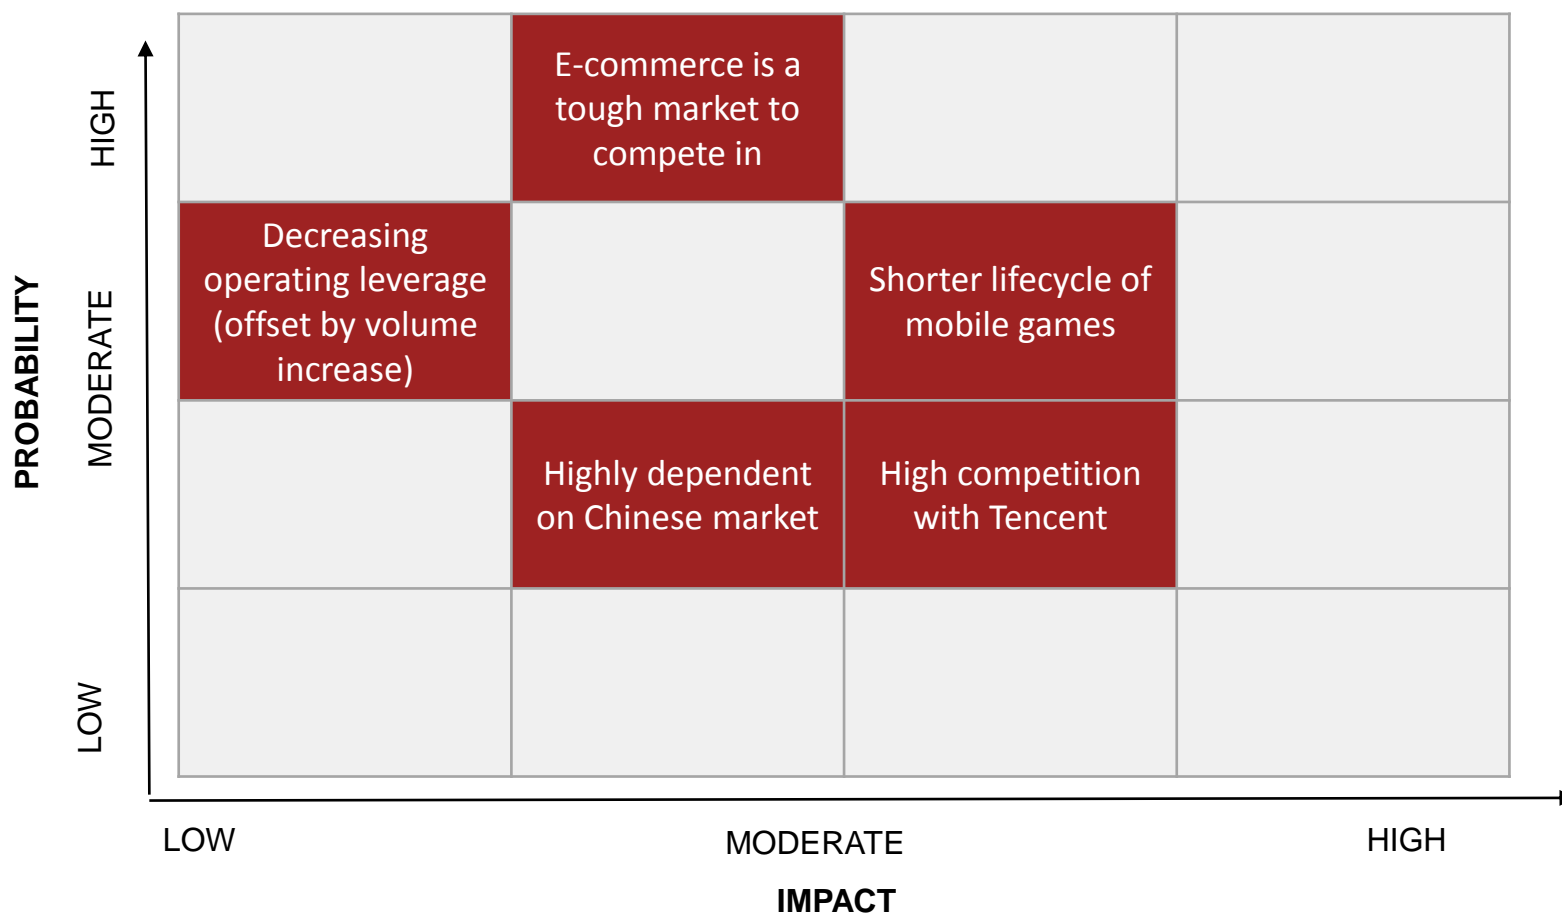 E-commerce is a
tough market to
compete in
HIGH
Decreasing
operating leverage
(offset by volume
increase)
Shorter lifecycle of
mobile games
PROBABILITY
MODERATE
Highly dependent
on Chinese market
High competition
with Tencent
LOW
LOW
MODERATE
HIGH
IMPACT